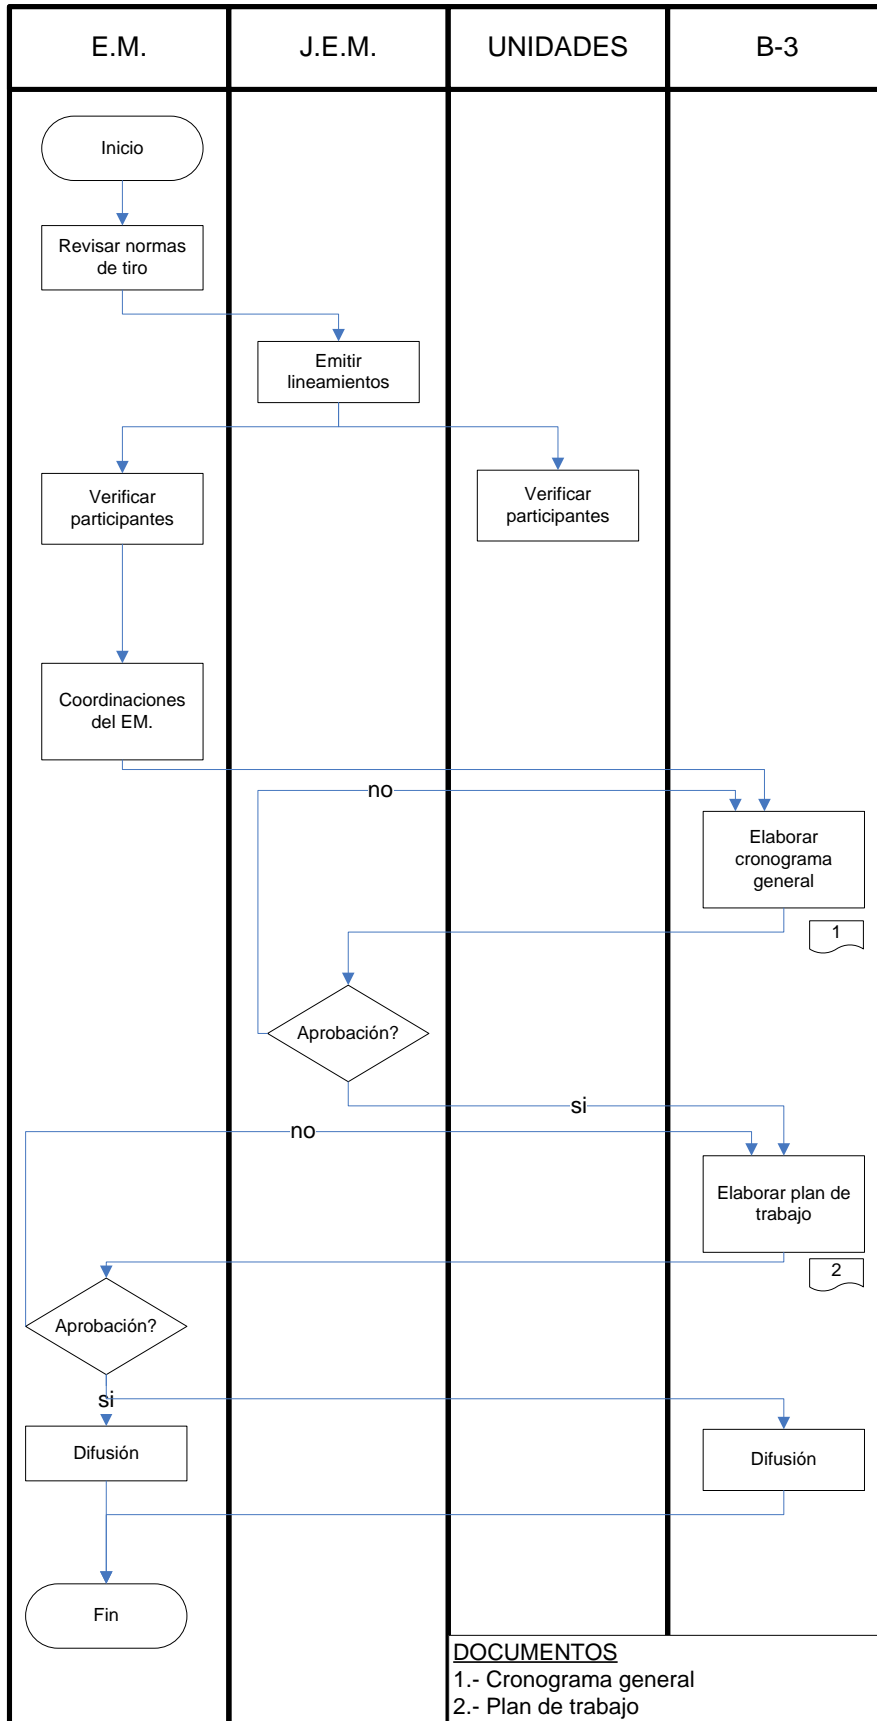 E.M.
J.E.M.
UNIDADES
B-3
Inicio
Revisar normas
de tiro
Emitir
lineamientos
Verificar
participantes
Verificar
participantes
Coordinaciones
del EM.
no
Elaborar
cronograma
general
1
Aprobación?
si
no
Elaborar plan de
trabajo
2
Aprobación?
si
Difusión
Difusión
Fin
DOCUMENTOS
1.- Cronograma general
2.- Plan de trabajo